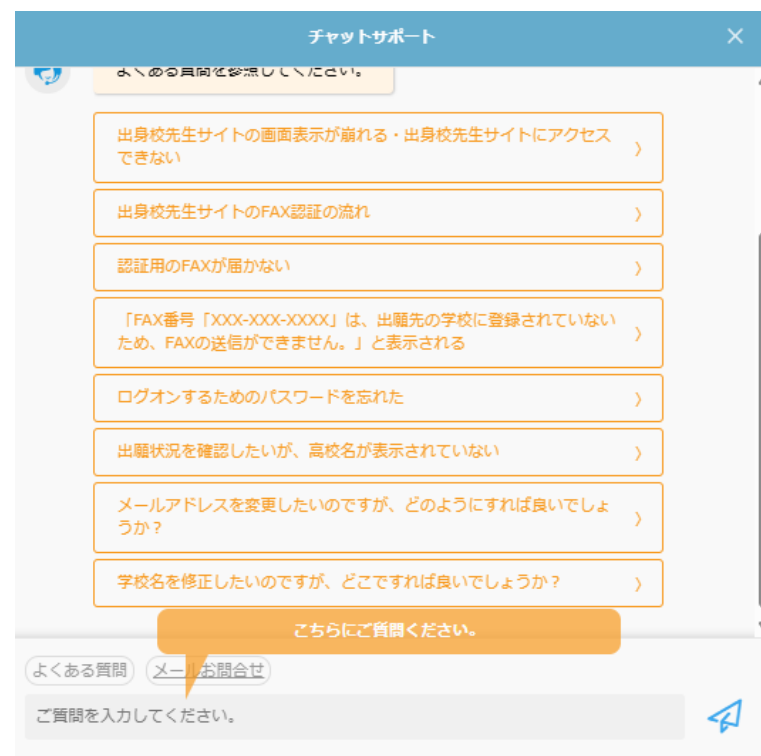 チャットサポート
よくある質問を参照してください。
出身校先生サイトの画面表示が崩れる・出身校先生サイトにアクセス
できない
出身校先生サイトのFAX認証の流れ
認証用のFAXが届かない
「FAX番号「XXX-XXX-XXXX」は、出願先の学校に登録されていない
ため、FAXの送信ができません。」と表示される
ログオンするためのパスワードを忘れた
出願状況を確認したいが、高校名が表示されていない
メールアドレスを変更したいのですが、どのようにすれば良いでしょ
うか？
学校名を修正したいのですが、どこですれば良いでしょうか？
こちらにご質問ください。
よくある質問 メールお問合せ
ご質問を入力してください。